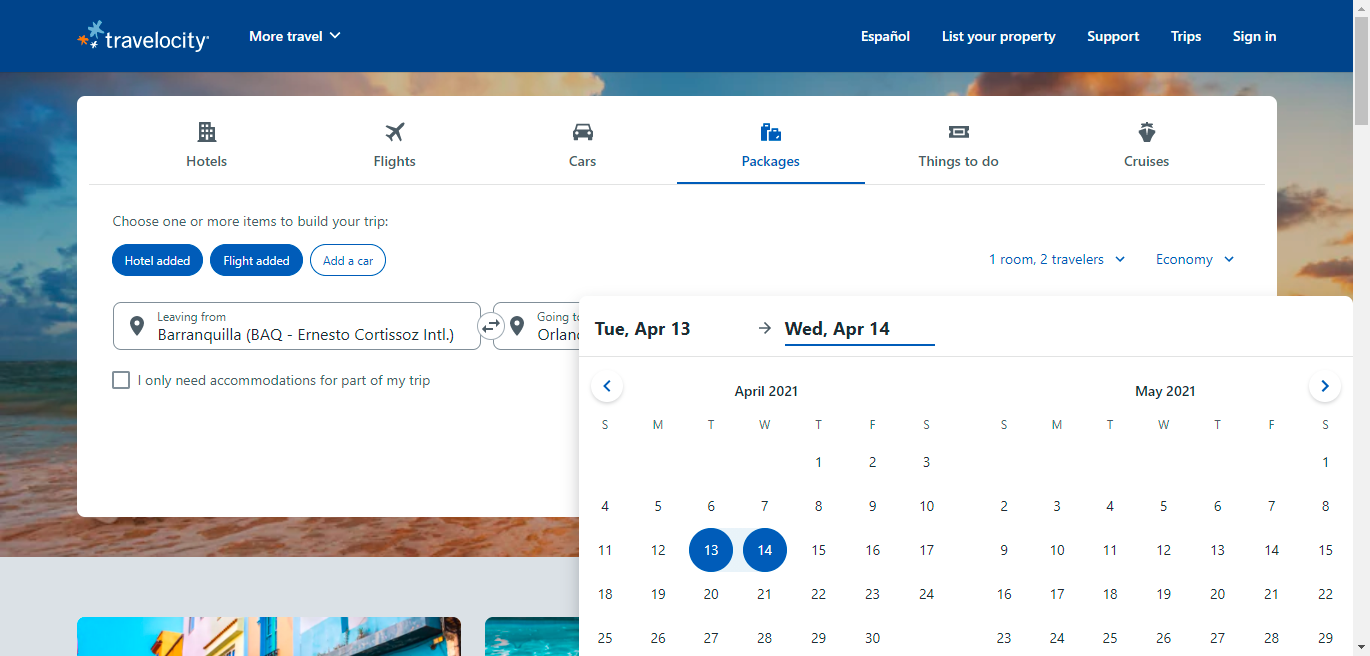 travelocity
More travel
Español
List your property
Support
Trips
Sign in
Hotels
Flights
Cars
Packages
Things to do
Cruises
Choose one or more items to build your trip:
Hotel added
Flight added
Add a car
1 room, 2 travelers
Economy
Leaving from
Barranquilla (BAQ - Ernesto Cortissoz Intl.)
Going to
Orlan
I only need accommodations for part of my trip
Tue, Apr 13
Wed, Apr 14
April 2021
S M T W T F S
1 2 3
4 5 6 7 8 9 10
11 12 13 14 15 16 17
18 19 20 21 22 23 24
25 26 27 28 29 30
May 2021
S M T W T F S
1
2 3 4 5 6 7 8
9 10 11 12 13 14 15
16 17 18 19 20 21 22
23 24 25 26 27 28 29